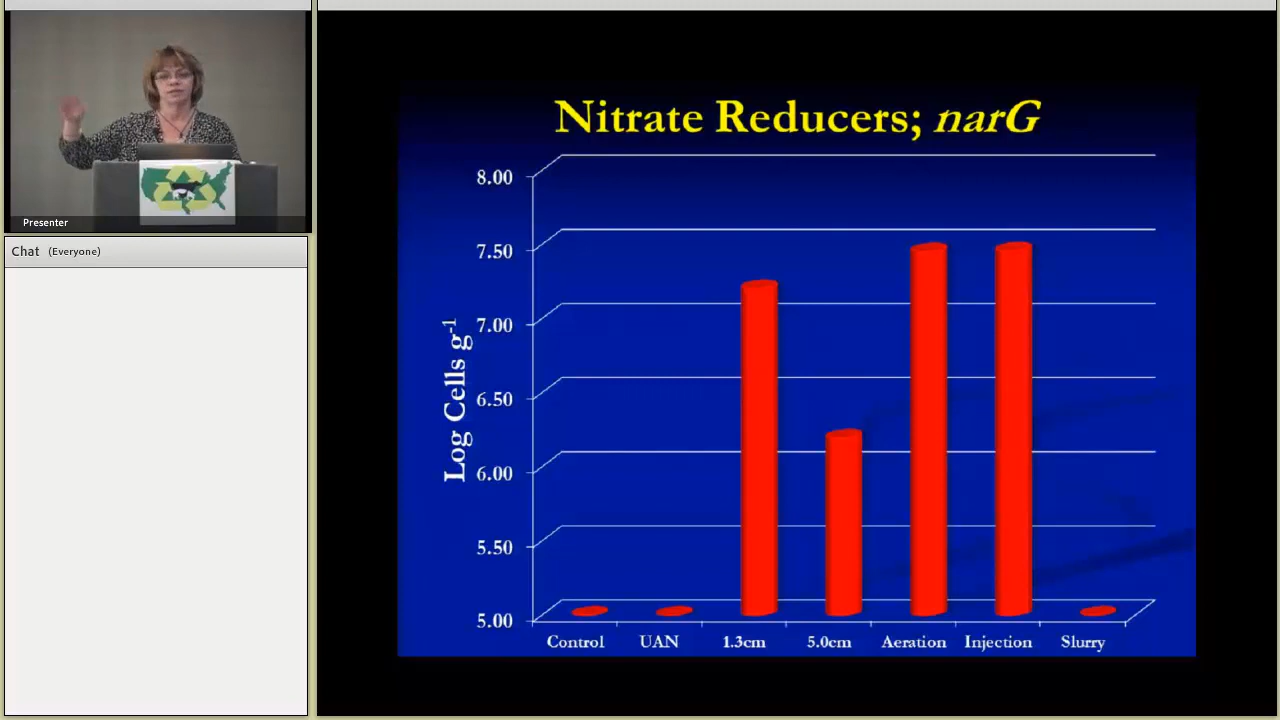 Presenter
Chat (Everyone)
Nitrate Reducers; narG
8.00
7.50
7.00
6.50
6.00
5.50
5.00
Log Cells g-1
Control UAN 1.3cm 5.0cm Aeration Injection Slurry